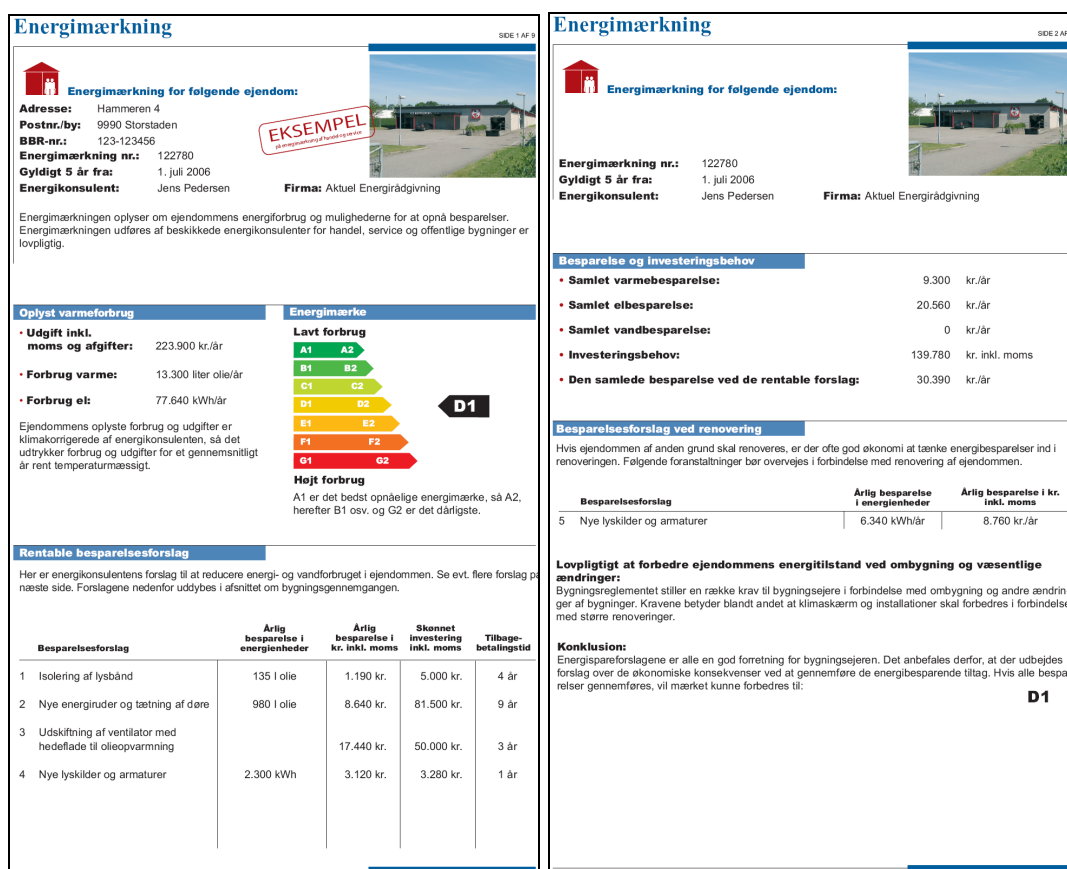 Energimærkning
SIDE 1 AF 9
Energimærkning for følgende ejendom:
Adresse: Hammeren 4
Postnr./by: 9990 Storstaden
BBR-nr.: 123-123456
Energimærkning nr.: 122780
Gyldigt 5 år fra: 1. juli 2006
Energikonsulent: Jens Pedersen Firma: Aktuel Energirådgivning
EKSEMPEL
på energimærkning af handel og service
Energimærkningen oplyser om ejendommens energiforbrug og mulighederne for at opnå besparelser.
Energimærkningen udføres af beskikkede energikonsulenter for handel, service og offentlige bygninger er
lovpligtig.
Oplyst varmeforbrug
• Udgift inkl.
moms og afgifter: 223.900 kr./år
• Forbrug varme: 13.300 liter olie/år
• Forbrug el: 77.640 kWh/år
Ejendommens oplyste forbrug og udgifter er
klimakorrigerede af energikonsulenten, så det
udtrykker forbrug og udgifter for et gennemsnitligt
år rent temperaturmæssigt.
Energimærke
Lavt forbrug
A1 A2
B1 B2
C1 C2
D1 D2
E1 E2
F1 F2
G1 G2
D1
Højt forbrug
A1 er det bedst opnåelige energimærke, så A2,
herefter B1 osv. og G2 er det dårligste.
Rentable besparelsesforslag
Her er energikonsulentens forslag til at reducere energi- og vandforbruget i ejendommen. Se evt. flere forslag på
næste side. Forslagene nedenfor uddybes i afsnittet om bygningsgennemgangen.
Besparelsesforslag
Årlig
besparelse i
energienheder
Årlig
besparelse i
kr. inkl. moms
Skønnet
investering
inkl. moms
Tilbage-
betalingstid
1 Isolering af lysbånd 135 l olie 1.190 kr. 5.000 kr. 4 år
2 Nye energiruder og tætning af døre 980 l olie 8.640 kr. 81.500 kr. 9 år
3 Udskiftning af ventilator med
hedeflade til olieopvarmning 17.440 kr. 50.000 kr. 3 år
4 Nye lyskilder og armaturer 2.300 kWh 3.120 kr. 3.280 kr. 1 år
Energimærkning
SIDE 2 AF
Energimærkning for følgende ejendom:
Energimærkning nr.: 122780
Gyldigt 5 år fra: 1. juli 2006
Energikonsulent: Jens Pedersen Firma: Aktuel Energirådgivning
Besparelse og investeringsbehov
• Samlet varmebesparelse: 9.300 kr./år
• Samlet elbesparelse: 20.560 kr./år
• Samlet vandbesparelse: 0 kr./år
• Investeringsbehov: 139.780 kr. inkl. moms
• Den samlede besparelse ved de rentable forslag: 30.390 kr./år
Besparelsesforslag ved renovering
Hvis ejendommen af anden grund skal renoveres, er der ofte god økonomi at tænke energibesparelser ind i
renoveringen. Følgende foranstaltninger bør overvejes i forbindelse med renovering af ejendommen.
Besparelsesforslag
Årlig besparelse
i energienheder
Årlig besparelse i kr.
inkl. moms
5 Nye lyskilder og armaturer 6.340 kWh/år 8.760 kr./år
Lovpligtigt at forbedre ejendommens energitilstand ved ombygning og væsentlige
ændringer:
Bygningsreglementet stiller en række krav til bygningsejere i forbindelse med ombygning og andre ændrin-
ger af bygninger. Kravene betyder blandt andet at klimaskærm og installationer skal forbedres i forbindelse
med større renoveringer.
Konklusion:
Energispareforslagene er alle en god forretning for bygningsejeren. Det anbefales derfor, at der udbejdes
forslag over de økonomiske konsekvenser ved at gennemføre de energibesparende tiltag. Hvis alle bespa-
relser gennemføres, vil mærket kunne forbedres til:
D1